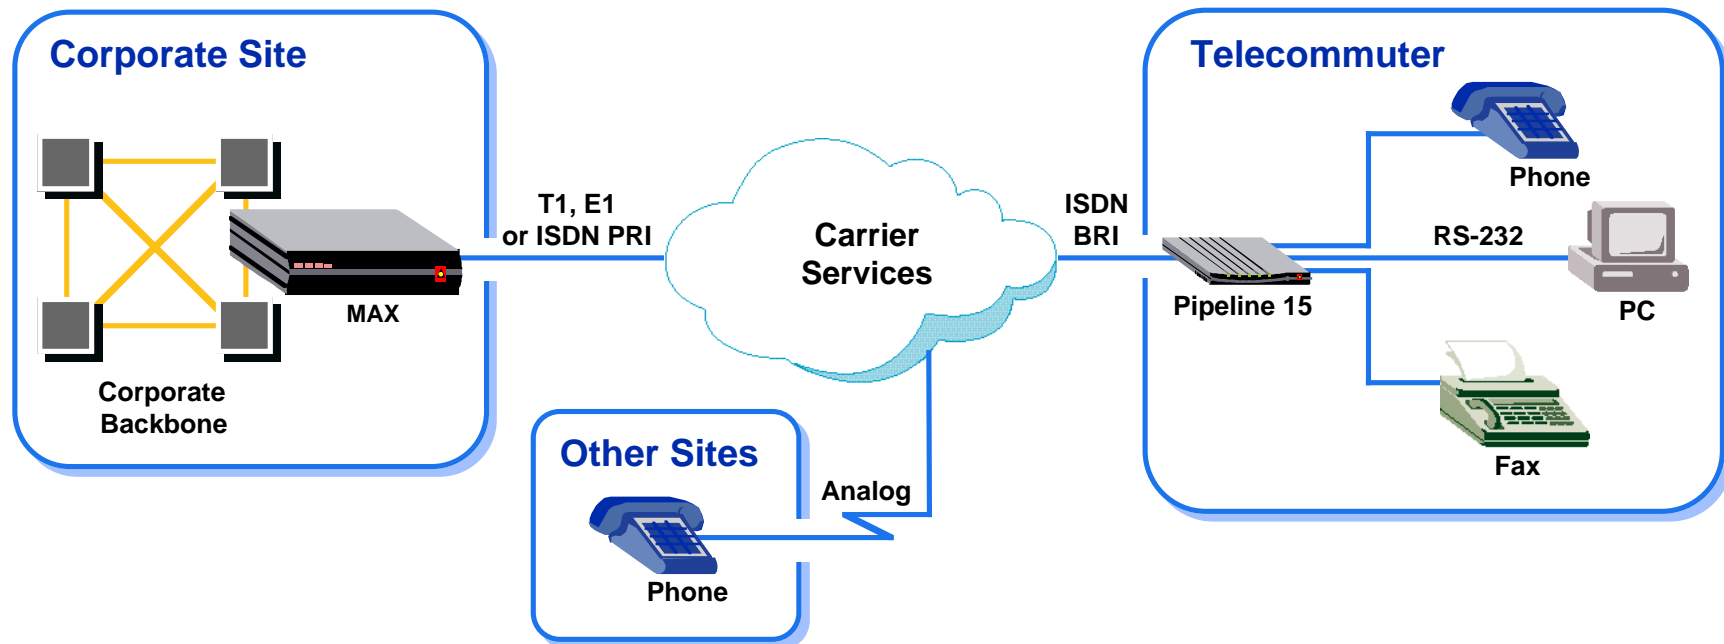 Corporate Site
MAX
Corporate
Backbone
T1, E1
or ISDN PRI
Carrier
Services
Other Sites
Phone
Analog
ISDN
BRI
Telecommuter
Phone
RS-232
PC
Pipeline 15
Fax